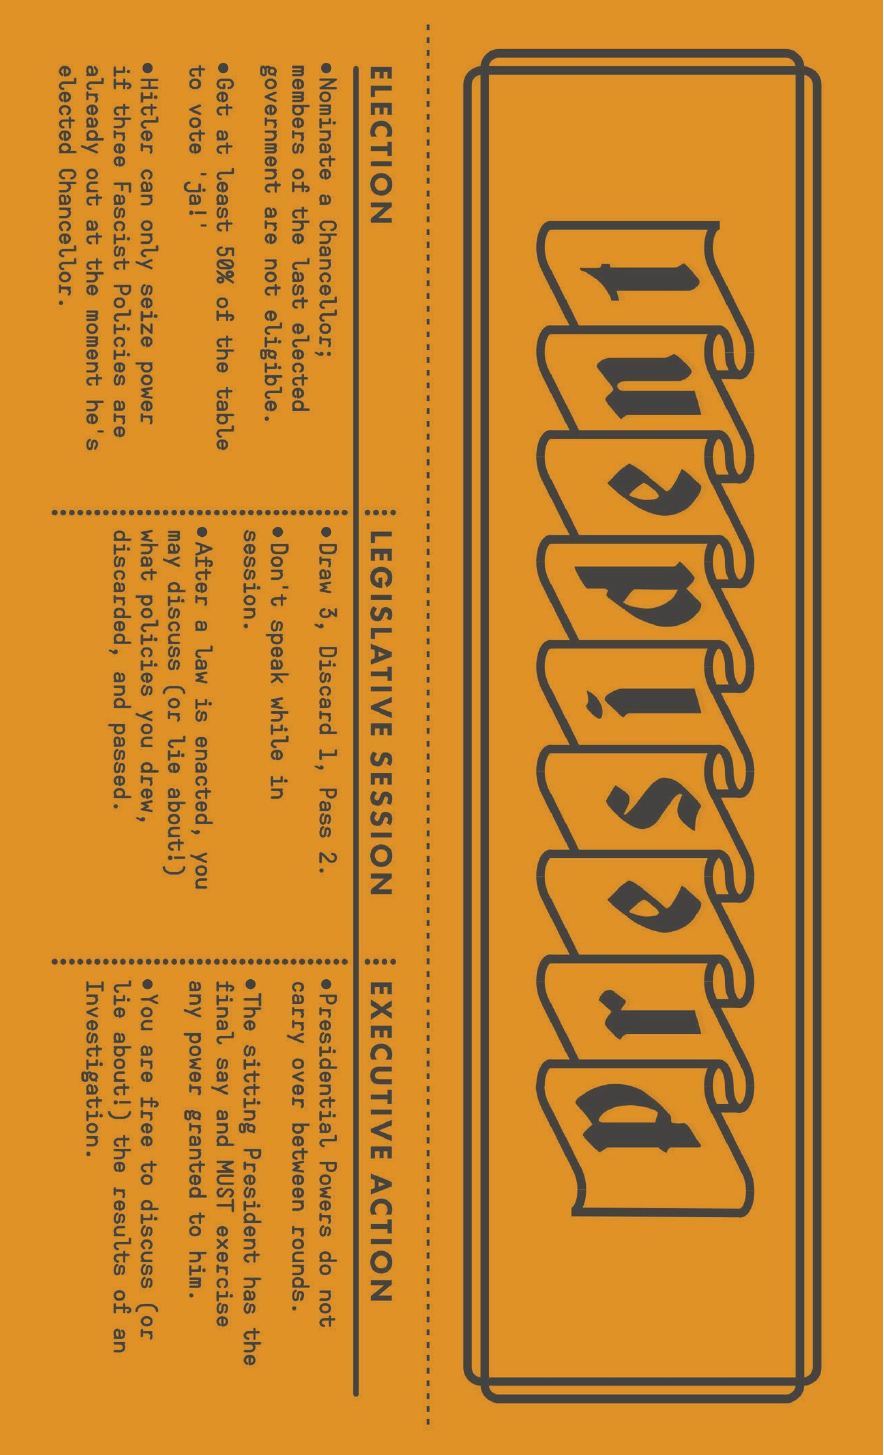 President
ELECTION
•Nominate a Chancellor;
members of the last elected
government are not eligible.
•Get at least 50% of the table
to vote 'ja!'
•Hitler can only seize power
if three Fascist Policies are
already out at the moment he's
elected Chancellor.
LEGISLATIVE SESSION
•Draw 3, Discard 1, Pass 2.
•Don't speak while in
session.
•After a law is enacted, you
may discuss (or lie about!)
what policies you drew,
discarded, and passed.
EXECUTIVE ACTION
•Presidential Powers do not
carry over between rounds.
•The sitting President has the
final say and MUST exercise
any power granted to him.
•You are free to discuss (or
lie about!) the results of an
Investigation.